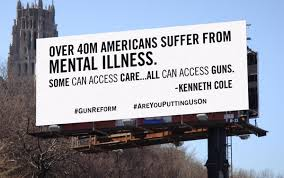 OVER 40M AMERICANS SUFFER FROM
MENTAL ILLNESS.
SOME CAN ACCESS CARE...ALL CAN ACCESS GUNS.
-KENNETH COLE
#GUNREFORM #AREYOUPUTTINGUSON